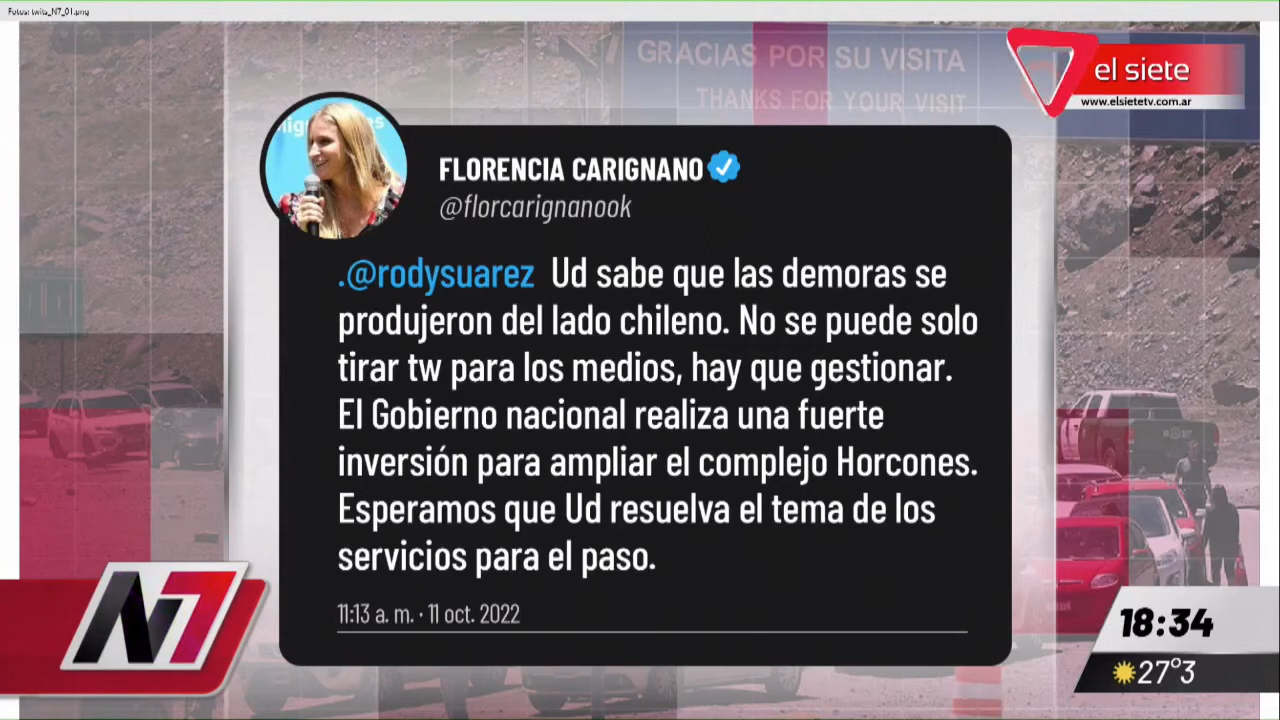 Fotos: twits_N7_01.png
GRACIAS POR SU VISITA
THANKS FOR YOUR VISIT
el siete
www.elsietetv.com.ar
FLORENCIA CARIGNANO
@florcarignanook
.@rodysuarez Ud sabe que las demoras se
produjeron del lado chileno. No se puede solo
tirar tw para los medios, hay que gestionar.
El Gobierno nacional realiza una fuerte
inversión para ampliar el complejo Horcones.
Esperamos que Ud resuelva el tema de los
servicios para el paso.
11:13 a. m. · 11 oct. 2022
N7
18:34
27°3